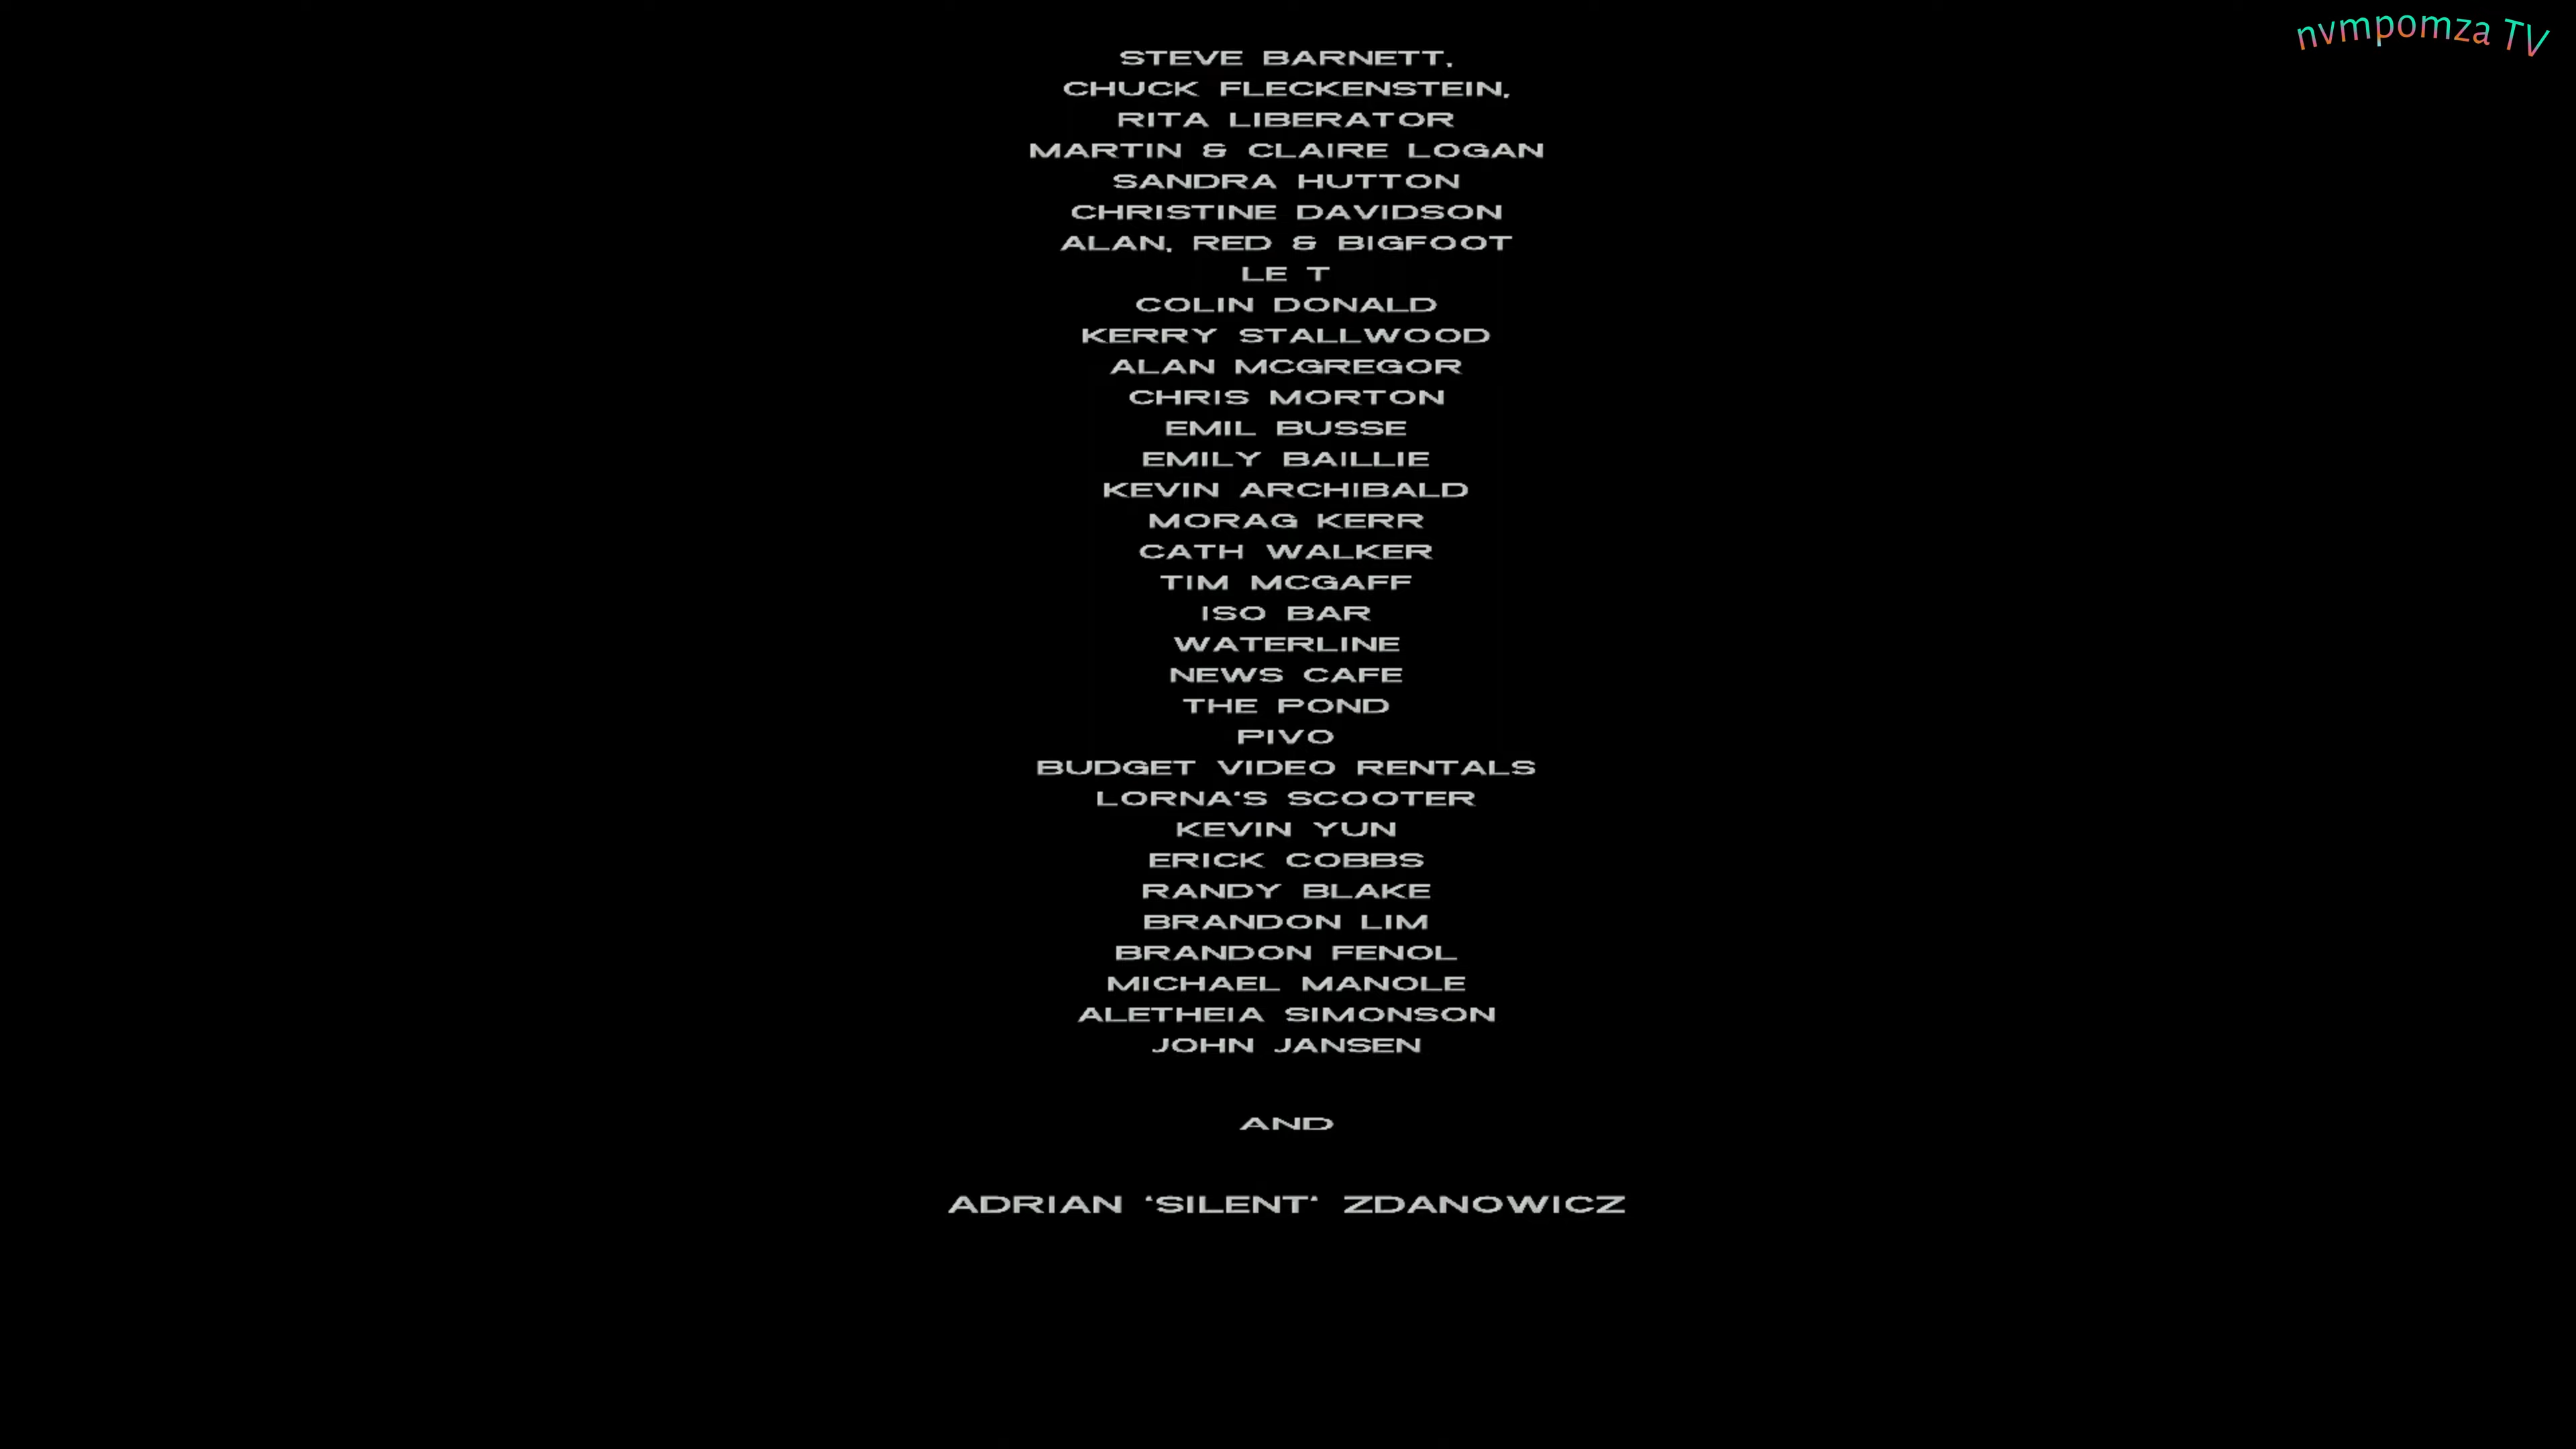 nvmpomza TV
STEVE BARNETT,
CHUCK FLECKENSTEIN,
RITA LIBERATOR
MARTIN & CLAIRE LOGAN
SANDRA HUTTON
CHRISTINE DAVIDSON
ALAN, RED & BIGFOOT
LE T
COLIN DONALD
KERRY STALLWOOD
ALAN MCGREGOR
CHRIS MORTON
EMIL BUSSE
EMILY BAILLIE
KEVIN ARCHIBALD
MORAG KERR
CATH WALKER
TIM MCGAFF
ISO BAR
WATERLINE
NEWS CAFE
THE POND
PIVO
BUDGET VIDEO RENTALS
LORNA'S SCOOTER
KEVIN YUN
ERICK COBBS
RANDY BLAKE
BRANDON LIM
BRANDON FENOL
MICHAEL MANOLE
ALETHEIA SIMONSON
JOHN JANSEN
AND
ADRIAN 'SILENT' ZDANOWICZ